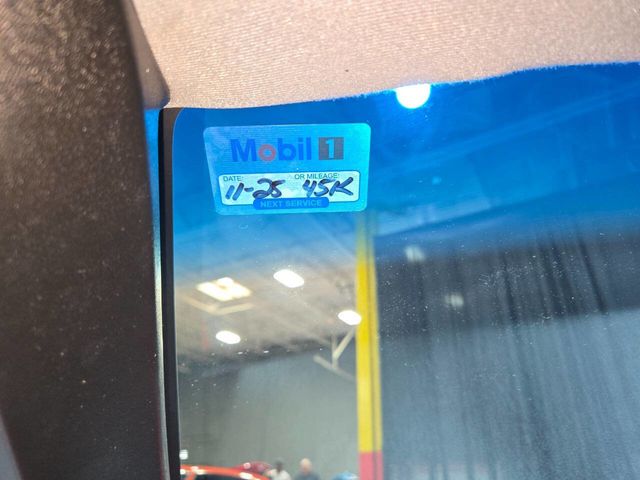 Mobil 1
DATE: OR MILEAGE:
11-25 45K
NEXT SERVICE